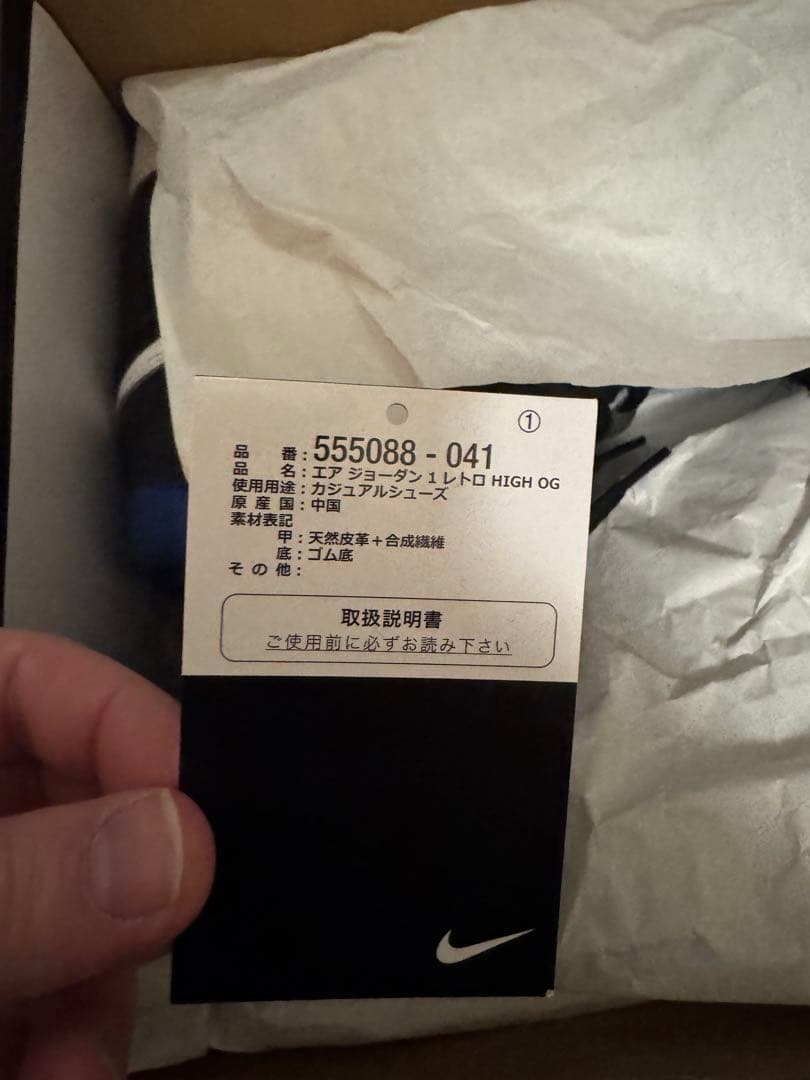 ①
品 番：555088 - 041
品 名：エア ジョーダン 1 レトロ HIGH OG
使用用途：カジュアルシューズ
原 産 国：中国
素材表記
甲：天然皮革＋合成繊維
底：ゴム底
そ の 他：
取扱説明書
ご使用前に必ずお読み下さい